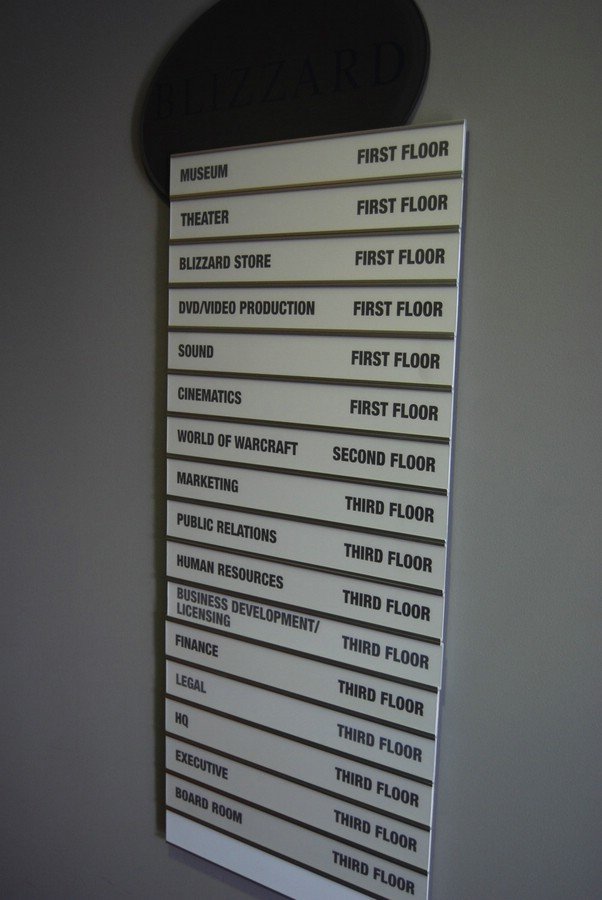 BLIZZARD
MUSEUM FIRST FLOOR
THEATER FIRST FLOOR
BLIZZARD STORE FIRST FLOOR
DVD/VIDEO PRODUCTION FIRST FLOOR
SOUND FIRST FLOOR
CINEMATICS FIRST FLOOR
WORLD OF WARCRAFT SECOND FLOOR
MARKETING THIRD FLOOR
PUBLIC RELATIONS THIRD FLOOR
HUMAN RESOURCES THIRD FLOOR
BUSINESS DEVELOPMENT/
LICENSING THIRD FLOOR
FINANCE THIRD FLOOR
LEGAL THIRD FLOOR
HQ THIRD FLOOR
EXECUTIVE THIRD FLOOR
BOARD ROOM THIRD FLOOR